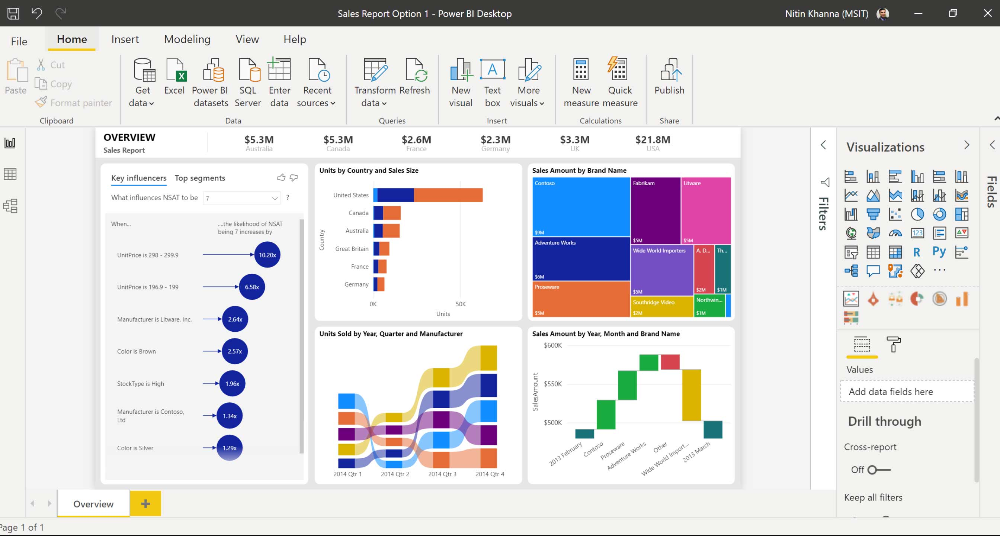 Sales Report Option 1 - Power BI Desktop
Nitin Khanna (MSIT)
File
Home
Insert
Modeling
View
Help
Paste
Cut
Copy
Format painter
Clipboard
Get data
Excel
Power BI datasets
SQL Server
Enter data
Recent sources
Data
Transform data
Refresh
Queries
New visual
Text box
More visuals
Insert
New measure
Quick measure
Calculations
Publish
Share
OVERVIEW
Sales Report
$5.3M
Australia
$5.3M
Canada
$2.6M
France
$2.3M
Germany
$3.3M
UK
$21.8M
USA
Key influencers
Top segments
What influences NSAT to be 7 ?
When...
....the likelihood of NSAT
being 7 increases by
UnitPrice is 298 - 299.9
10.20x
UnitPrice is 196.9 - 199
6.58x
Manufacturer is Litware, Inc.
2.64x
Color is Brown
2.57x
StockType is High
1.96x
Manufacturer is Contoso,
Ltd
1.34x
Color is Silver
1.29x
Units by Country and Sales Size
Country
United States
Canada
Australia
Great Britain
France
Germany
0K
50K
Units
Sales Amount by Brand Name
Contoso
$9M
Adventure Works
$6M
Proseware
$5M
Fabrikam
$5M
Litware
$5M
Wide World Importers
$5M
A. D...
$2M
Th...
$1M
Southridge Video
$2M
Northwin...
$1M
Units Sold by Year, Quarter and Manufacturer
2014 Qtr 1
2014 Qtr 2
2014 Qtr 3
2014 Qtr 4
Sales Amount by Year, Month and Brand Name
SalesAmount
$600K
$550K
$500K
2013 February
Contoso
Proseware
Adventure Works
Other
Wide World Import...
2013 March
Filters
Visualizations
123
R
Py
Values
Add data fields here
Drill through
Cross-report
Off
Keep all filters
Fields
Overview
Page 1 of 1